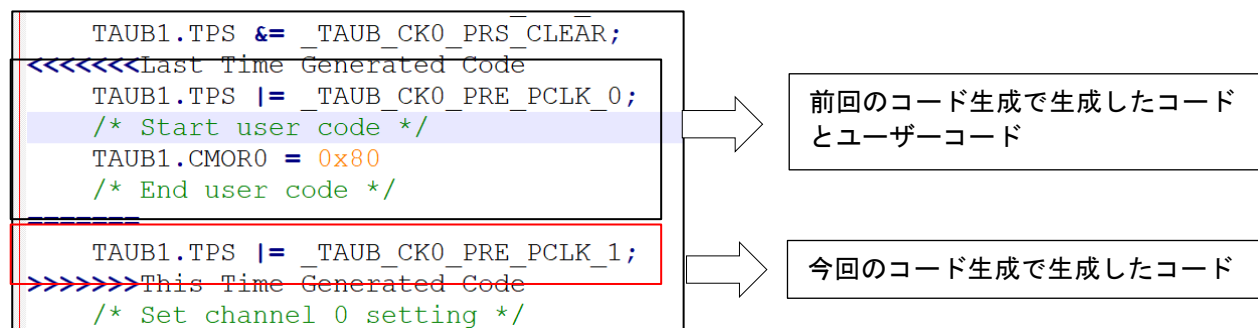 TAUB1.TPS &= _TAUB_CK0_PRS_CLEAR;
<<<<<<<Last Time Generated Code
TAUB1.TPS |= _TAUB_CK0_PRE_PCLK_0;
/* Start user code */
TAUB1.CMOR0 = 0x80
/* End user code */
=======
TAUB1.TPS |= _TAUB_CK0_PRE_PCLK_1;
>>>>>>>This Time Generated Code
/* Set channel 0 setting */
前回のコード生成で生成したコード
とユーザーコード
今回のコード生成で生成したコード